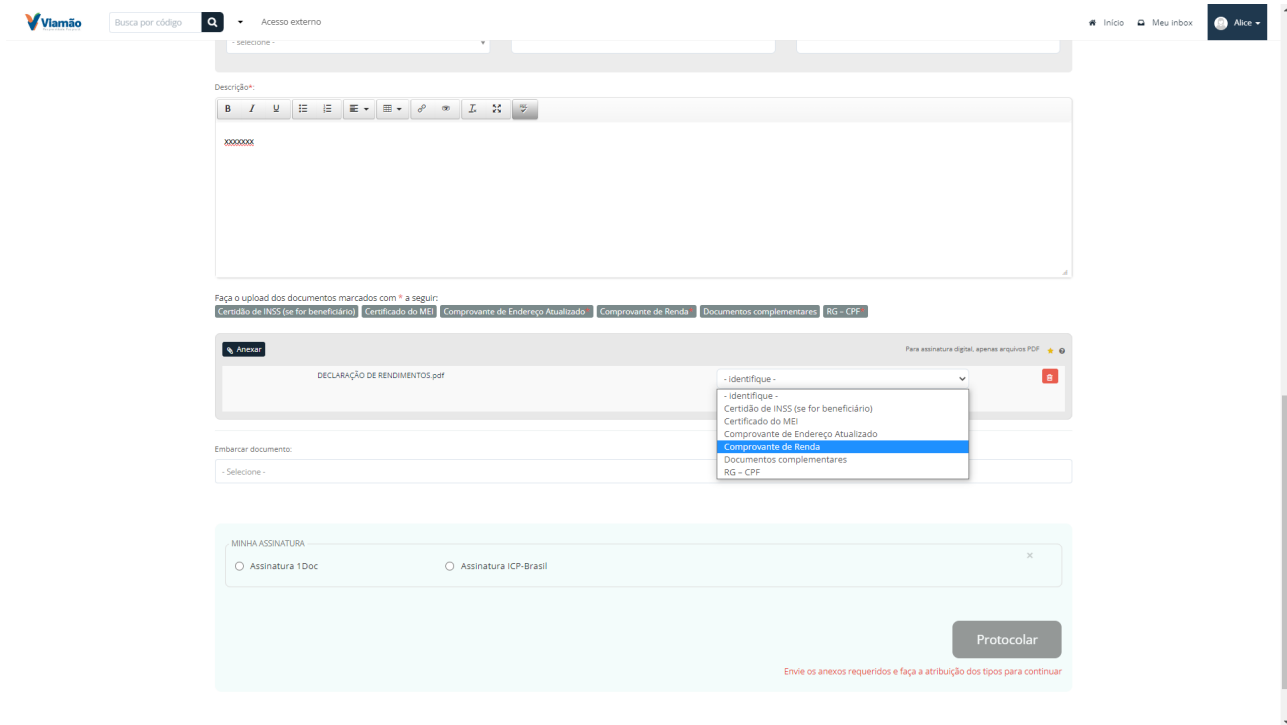 Viamão
Busca por código
Acesso externo
Início
Meu inbox
Alice
- selecione -
Descrição*:
B I U
xxxxxxx
Faça o upload dos documentos marcados com * a seguir:
Certidão de INSS (se for beneficiário) Certificado do MEI Comprovante de Endereço Atualizado * Comprovante de Renda * Documentos complementares RG – CPF *
Anexar
Para assinatura digital, apenas arquivos PDF
DECLARAÇÃO DE RENDIMENTOS.pdf
- identifique -
- identifique -
Certidão de INSS (se for beneficiário)
Certificado do MEI
Comprovante de Endereço Atualizado
Comprovante de Renda
Documentos complementares
RG – CPF
Embarcar documento:
- Selecione -
MINHA ASSINATURA
Assinatura 1Doc
Assinatura ICP-Brasil
Protocolar
Envie os anexos requeridos e faça a atribuição dos tipos para continuar